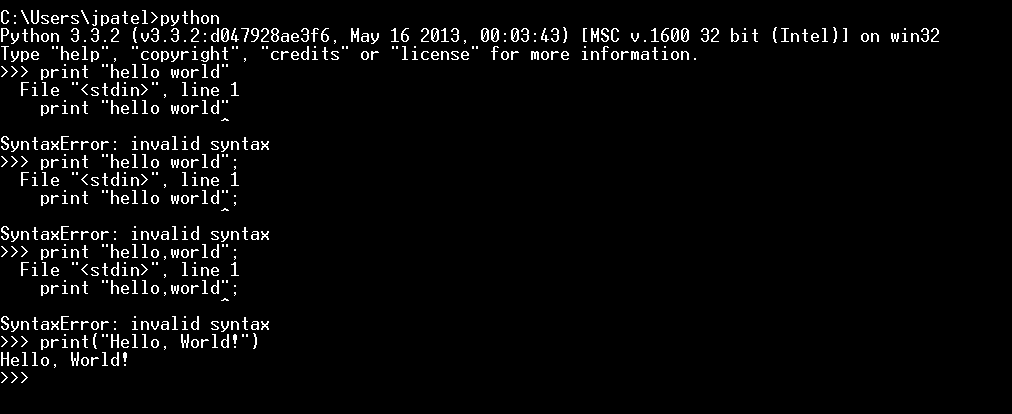 C:\Users\jpatel>python
Python 3.3.2 (v3.3.2:d047928ae3f6, May 16 2013, 00:03:43) [MSC v.1600 32 bit (Intel)] on win32
Type "help", "copyright", "credits" or "license" for more information.
>>> print "hello world"
  File "<stdin>", line 1
    print "hello world"
                      ^
SyntaxError: invalid syntax
>>> print "hello world";
  File "<stdin>", line 1
    print "hello world";
                      ^
SyntaxError: invalid syntax
>>> print "hello,world";
  File "<stdin>", line 1
    print "hello,world";
                      ^
SyntaxError: invalid syntax
>>> print("Hello, World!")
Hello, World!
>>>